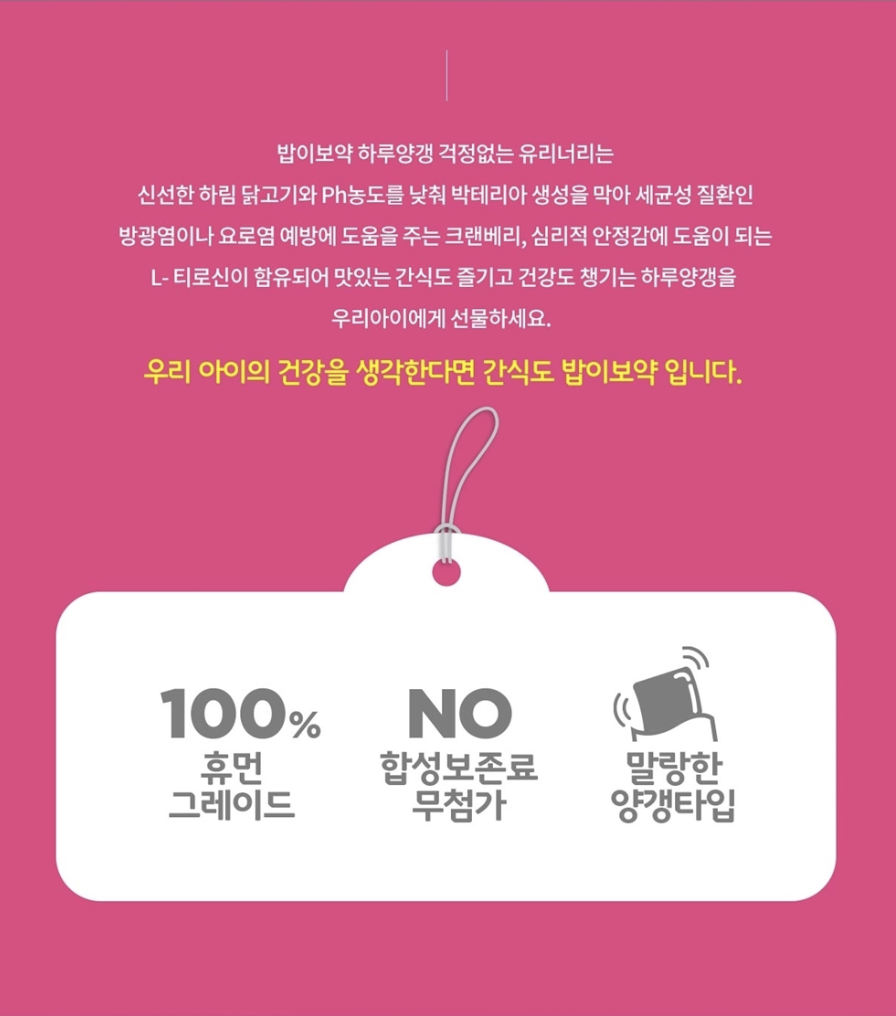 밥이보약 하루양갱 걱정없는 유리너리는
신선한 하림 닭고기와 Ph농도를 낮춰 박테리아 생성을 막아 세균성 질환인
방광염이나 요로염 예방에 도움을 주는 크랜베리, 심리적 안정감에 도움이 되는
L- 티로신이 함유되어 맛있는 간식도 즐기고 건강도 챙기는 하루양갱을
우리아이에게 선물하세요.
우리 아이의 건강을 생각한다면 간식도 밥이보약 입니다.
100%
휴먼
그레이드
NO
합성보존료
무첨가
말랑한
양갱타입